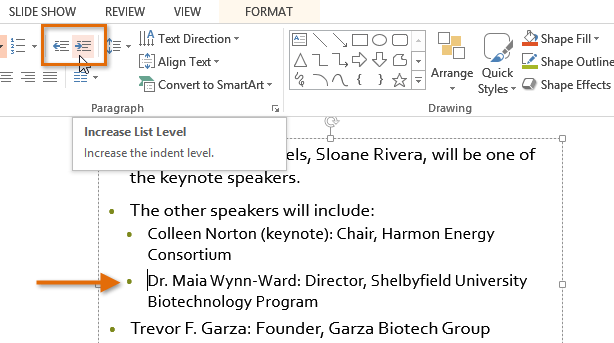 SLIDE SHOW REVIEW VIEW FORMAT
Text Direction
Align Text
Convert to SmartArt
Paragraph
Arrange
Quick
Styles
Shape Fill
Shape Outline
Shape Effects
Drawing
Increase List Level
Increase the indent level.
els, Sloane Rivera, will be one of
the keynote speakers.
• The other speakers will include:
• Colleen Norton (keynote): Chair, Harmon Energy
Consortium
• Dr. Maia Wynn-Ward: Director, Shelbyfield University
Biotechnology Program
• Trevor F. Garza: Founder, Garza Biotech Group